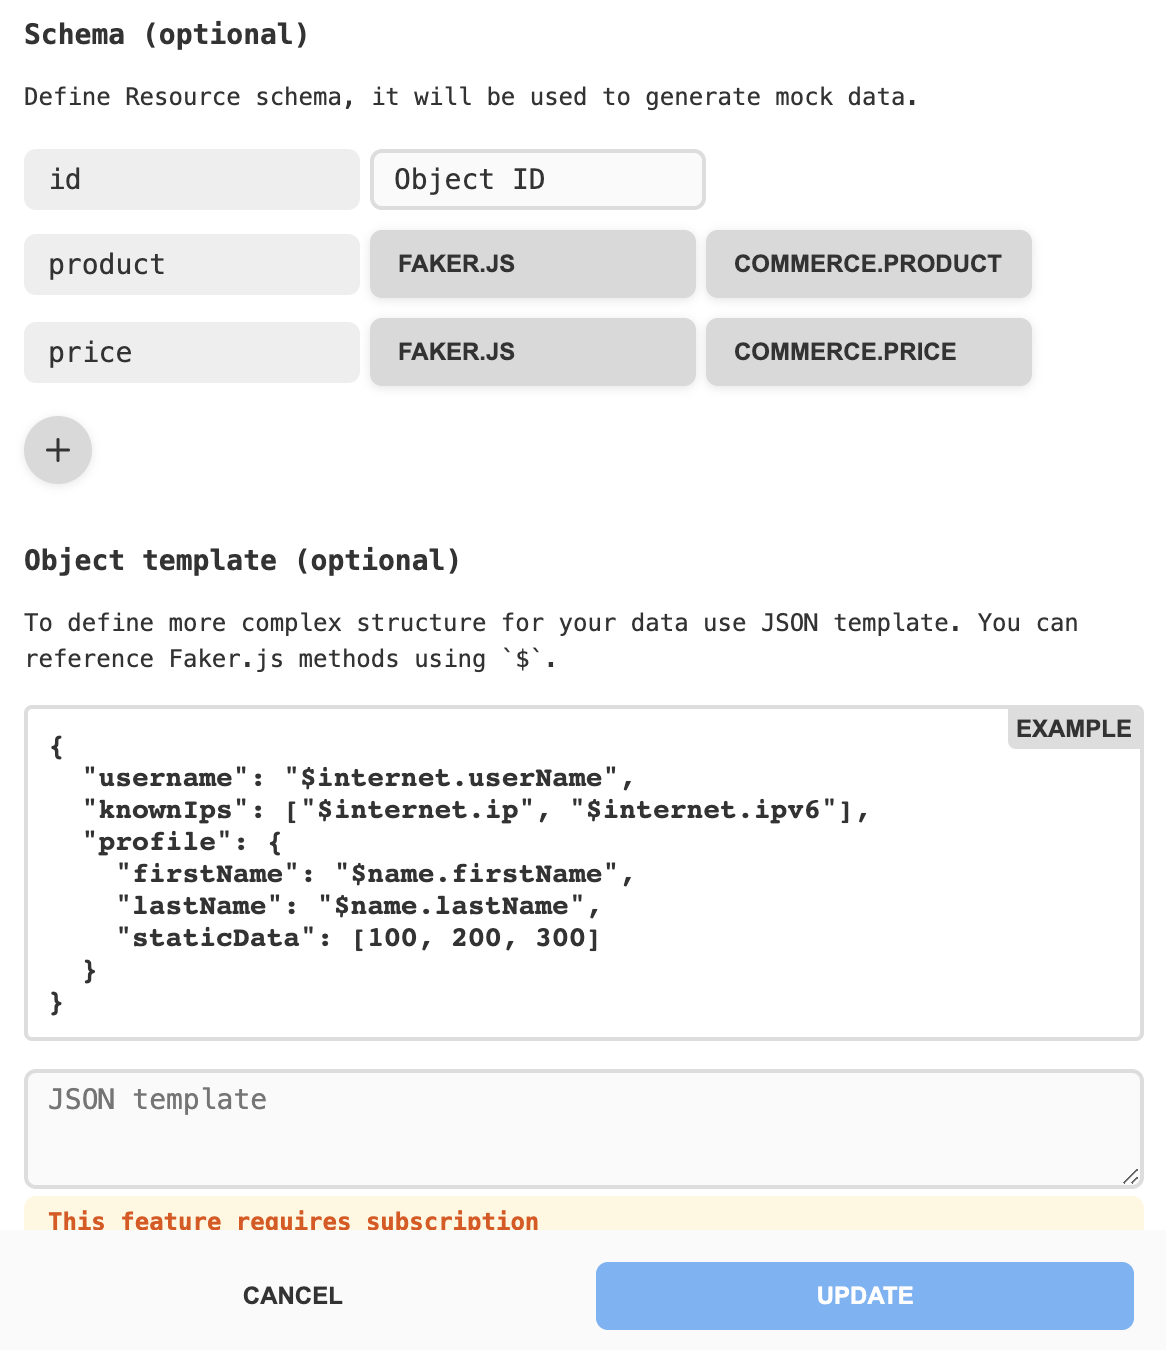 Schema (optional)
Define Resource schema, it will be used to generate mock data.
id Object ID
product FAKER.JS COMMERCE.PRODUCT
price FAKER.JS COMMERCE.PRICE
+
Object template (optional)
To define more complex structure for your data use JSON template. You can
reference Faker.js methods using `$`.
EXAMPLE
{
  "username": "$internet.userName",
  "knownIps": ["$internet.ip", "$internet.ipv6"],
  "profile": {
    "firstName": "$name.firstName",
    "lastName": "$name.lastName",
    "staticData": [100, 200, 300]
  }
}
JSON template
This feature requires subscription
CANCEL UPDATE